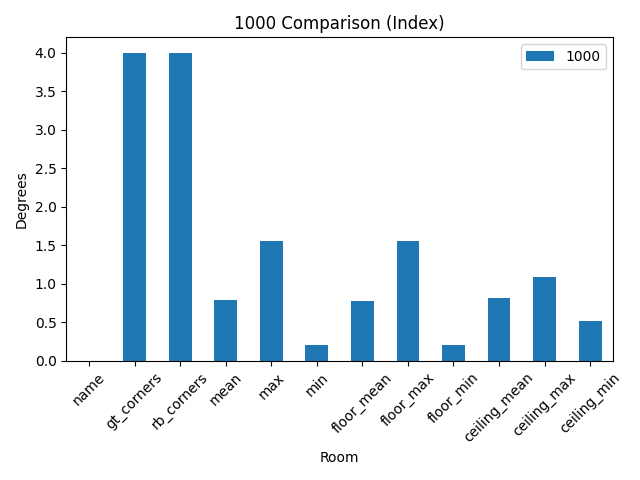 1000 Comparison (Index)
1000
Degrees
4.0
3.5
3.0
2.5
2.0
1.5
1.0
0.5
0.0
name
gt_corners
rb_corners
mean
max
min
floor_mean
floor_max
floor_min
ceiling_mean
ceiling_max
ceiling_min
Room